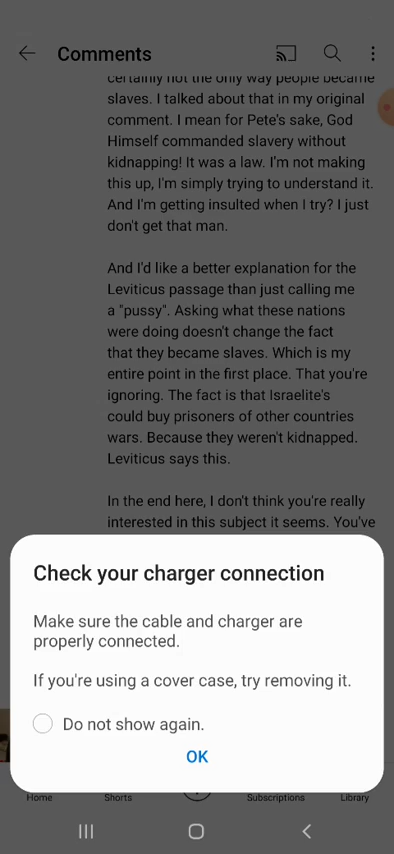 Comments
certainly not the only way people became
slaves. I talked about that in my original
comment. I mean for Pete's sake, God
Himself commanded slavery without
kidnapping! It was a law. I'm not making
this up, I'm simply trying to understand it.
And I'm getting insulted when I try? I just
don't get that man.
And I'd like a better explanation for the
Leviticus passage than just calling me
a "pussy". Asking what these nations
were doing doesn't change the fact
that they became slaves. Which is my
entire point in the first place. That you're
ignoring. The fact is that Israelite's
could buy prisoners of other countries
wars. Because they weren't kidnapped.
Leviticus says this.
In the end here, I don't think you're really
interested in this subject it seems. You've
Check your charger connection
Make sure the cable and charger are
properly connected.
If you're using a cover case, try removing it.
Do not show again.
OK
Home Shorts Subscriptions Library